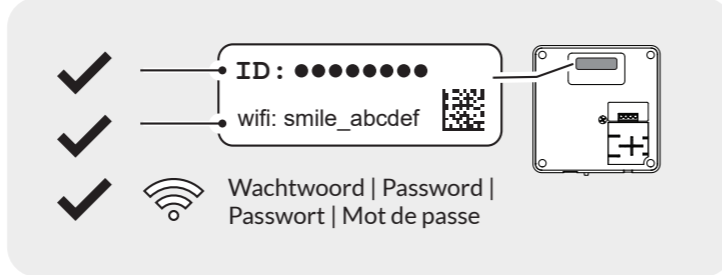 ID: ●●●●●●●●
wifi: smile_abcdef
Wachtwoord | Password |
Passwort | Mot de passe